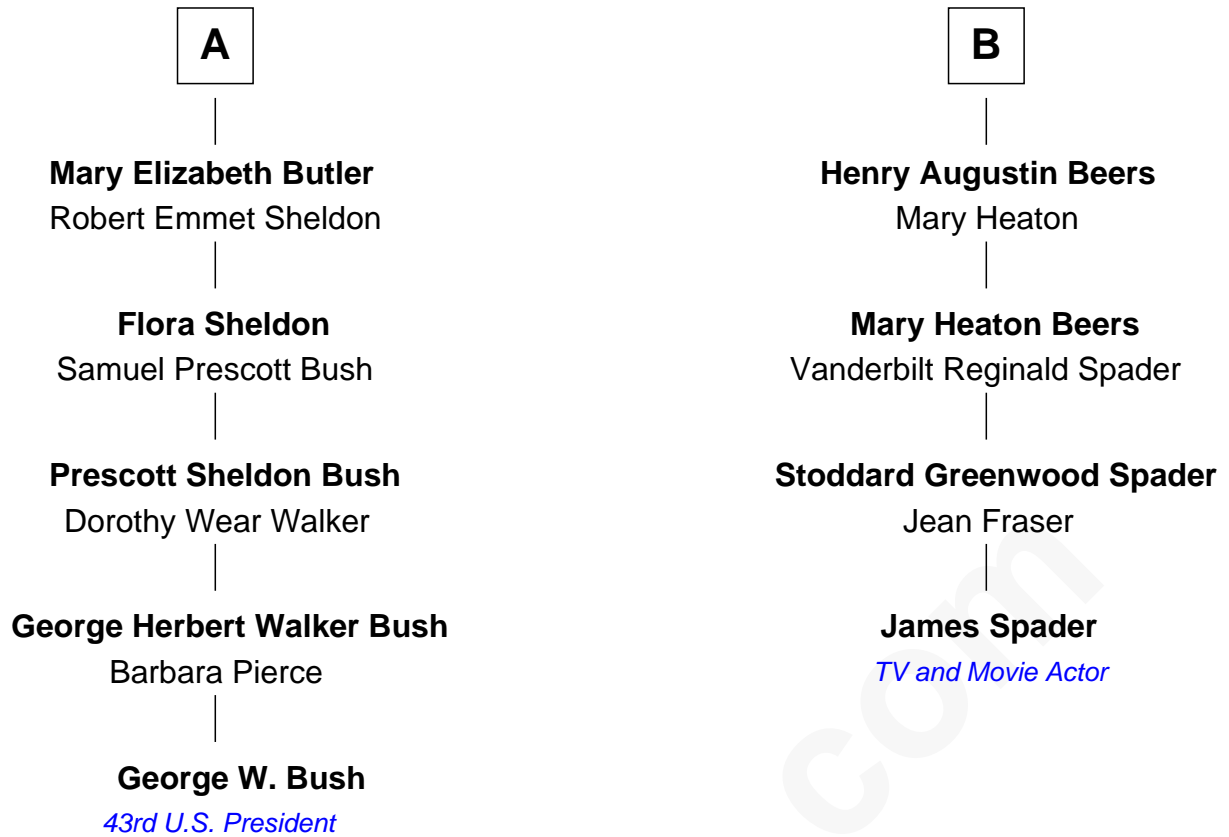 A
Mary Elizabeth Butler
Robert Emmet Sheldon
Flora Sheldon
Samuel Prescott Bush
Prescott Sheldon Bush
Dorothy Wear Walker
George Herbert Walker Bush
Barbara Pierce
George W. Bush
43rd U.S. President
B
Henry Augustin Beers
Mary Heaton
Mary Heaton Beers
Vanderbilt Reginald Spader
Stoddard Greenwood Spader
Jean Fraser
James Spader
TV and Movie Actor
com